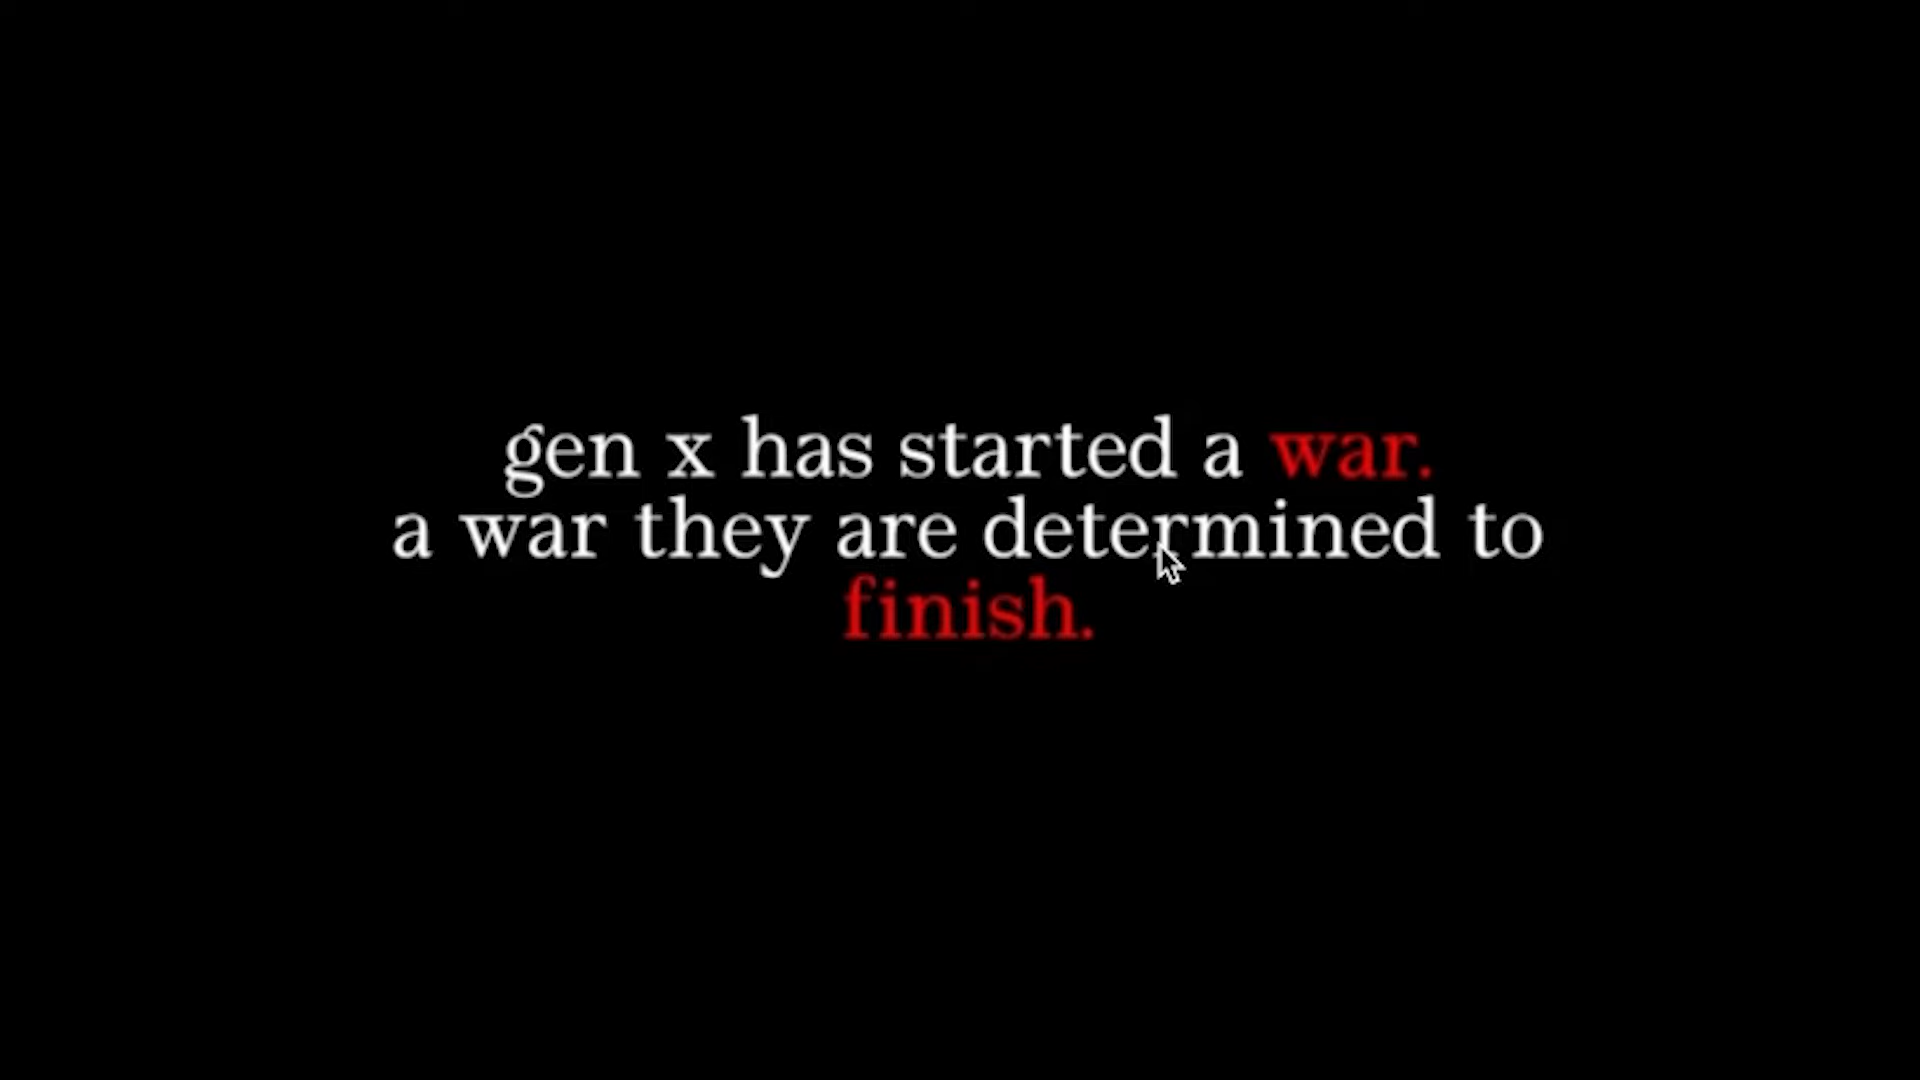 gen x has started a war.
a war they are determined to
finish.